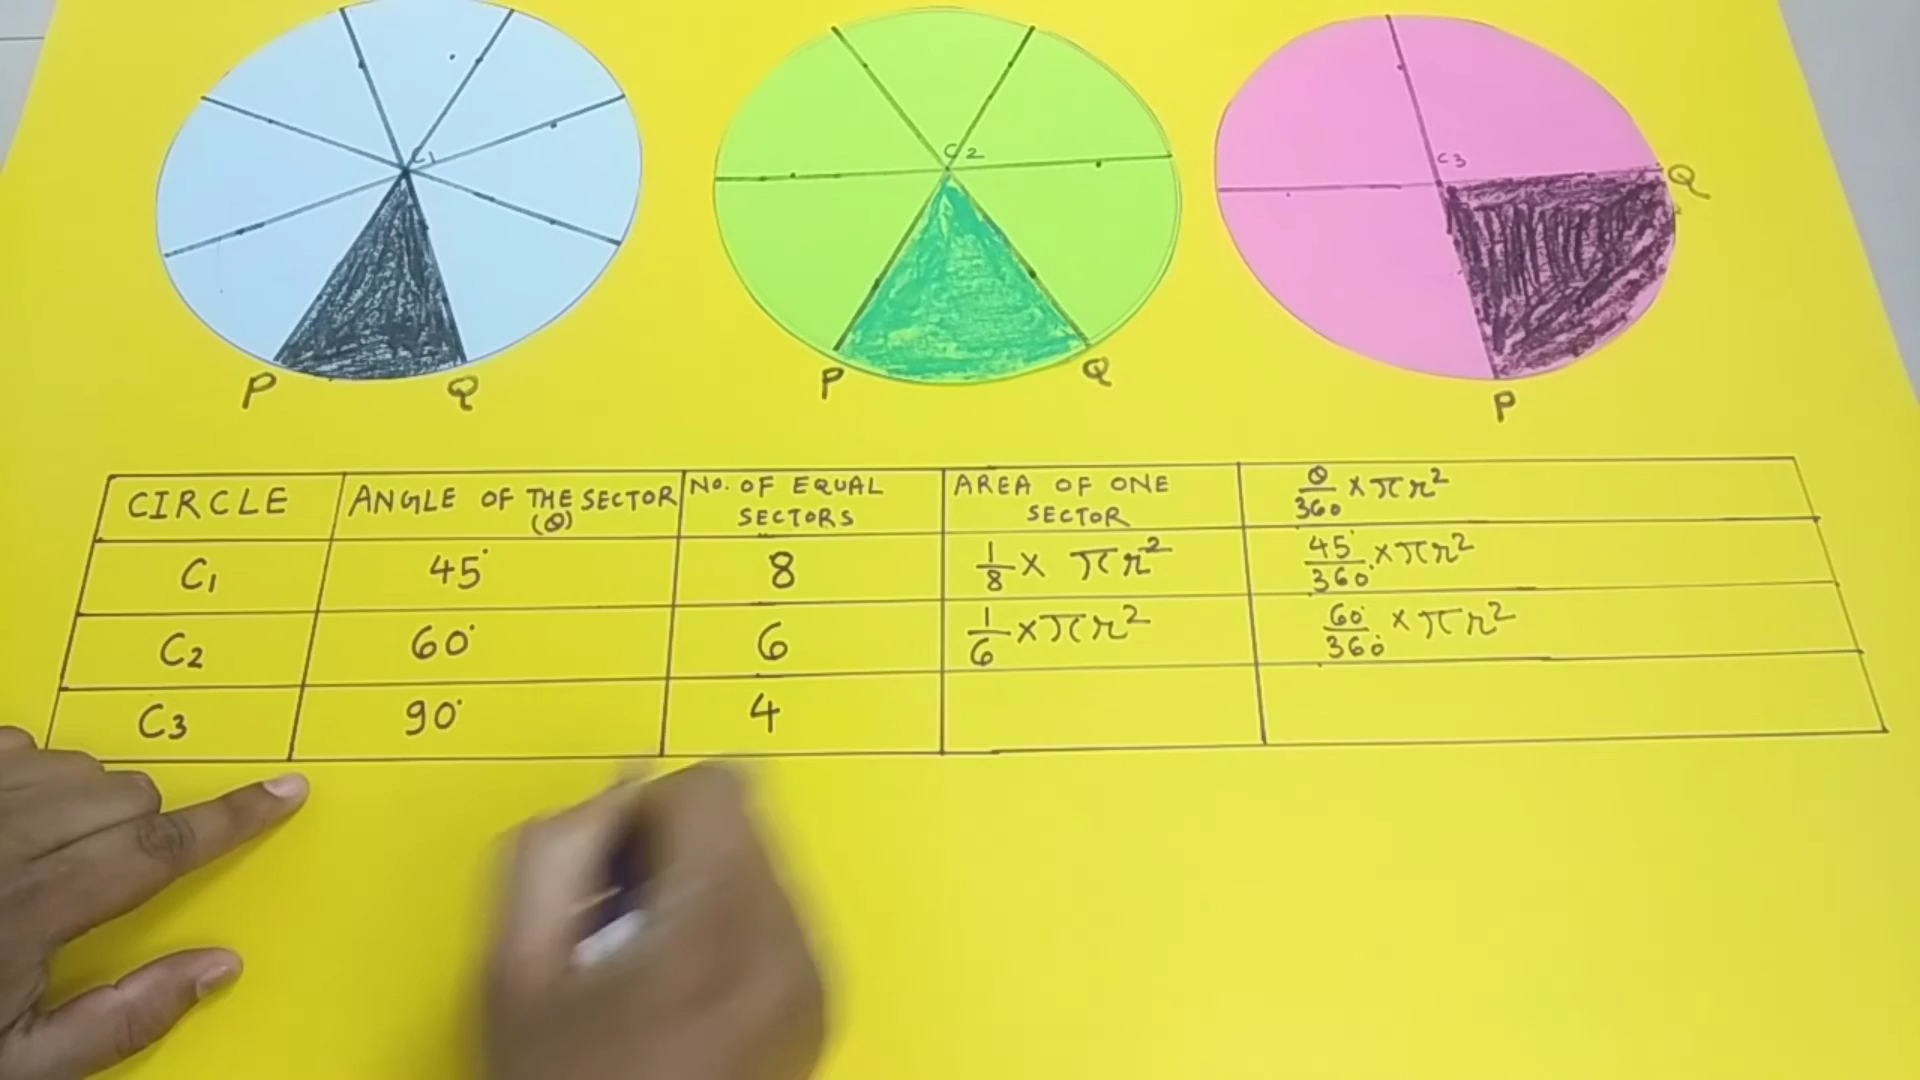 C1
C2
C3
Q
P Q
P Q
P
CIRCLE
ANGLE OF THE SECTOR
(θ)
NO. OF EQUAL
SECTORS
AREA OF ONE
SECTOR
θ/360 × πr²
C1
45°
8
1/8 × πr²
45°/360° × πr²
C2
60°
6
1/6 × πr²
60°/360° × πr²
C3
90°
4